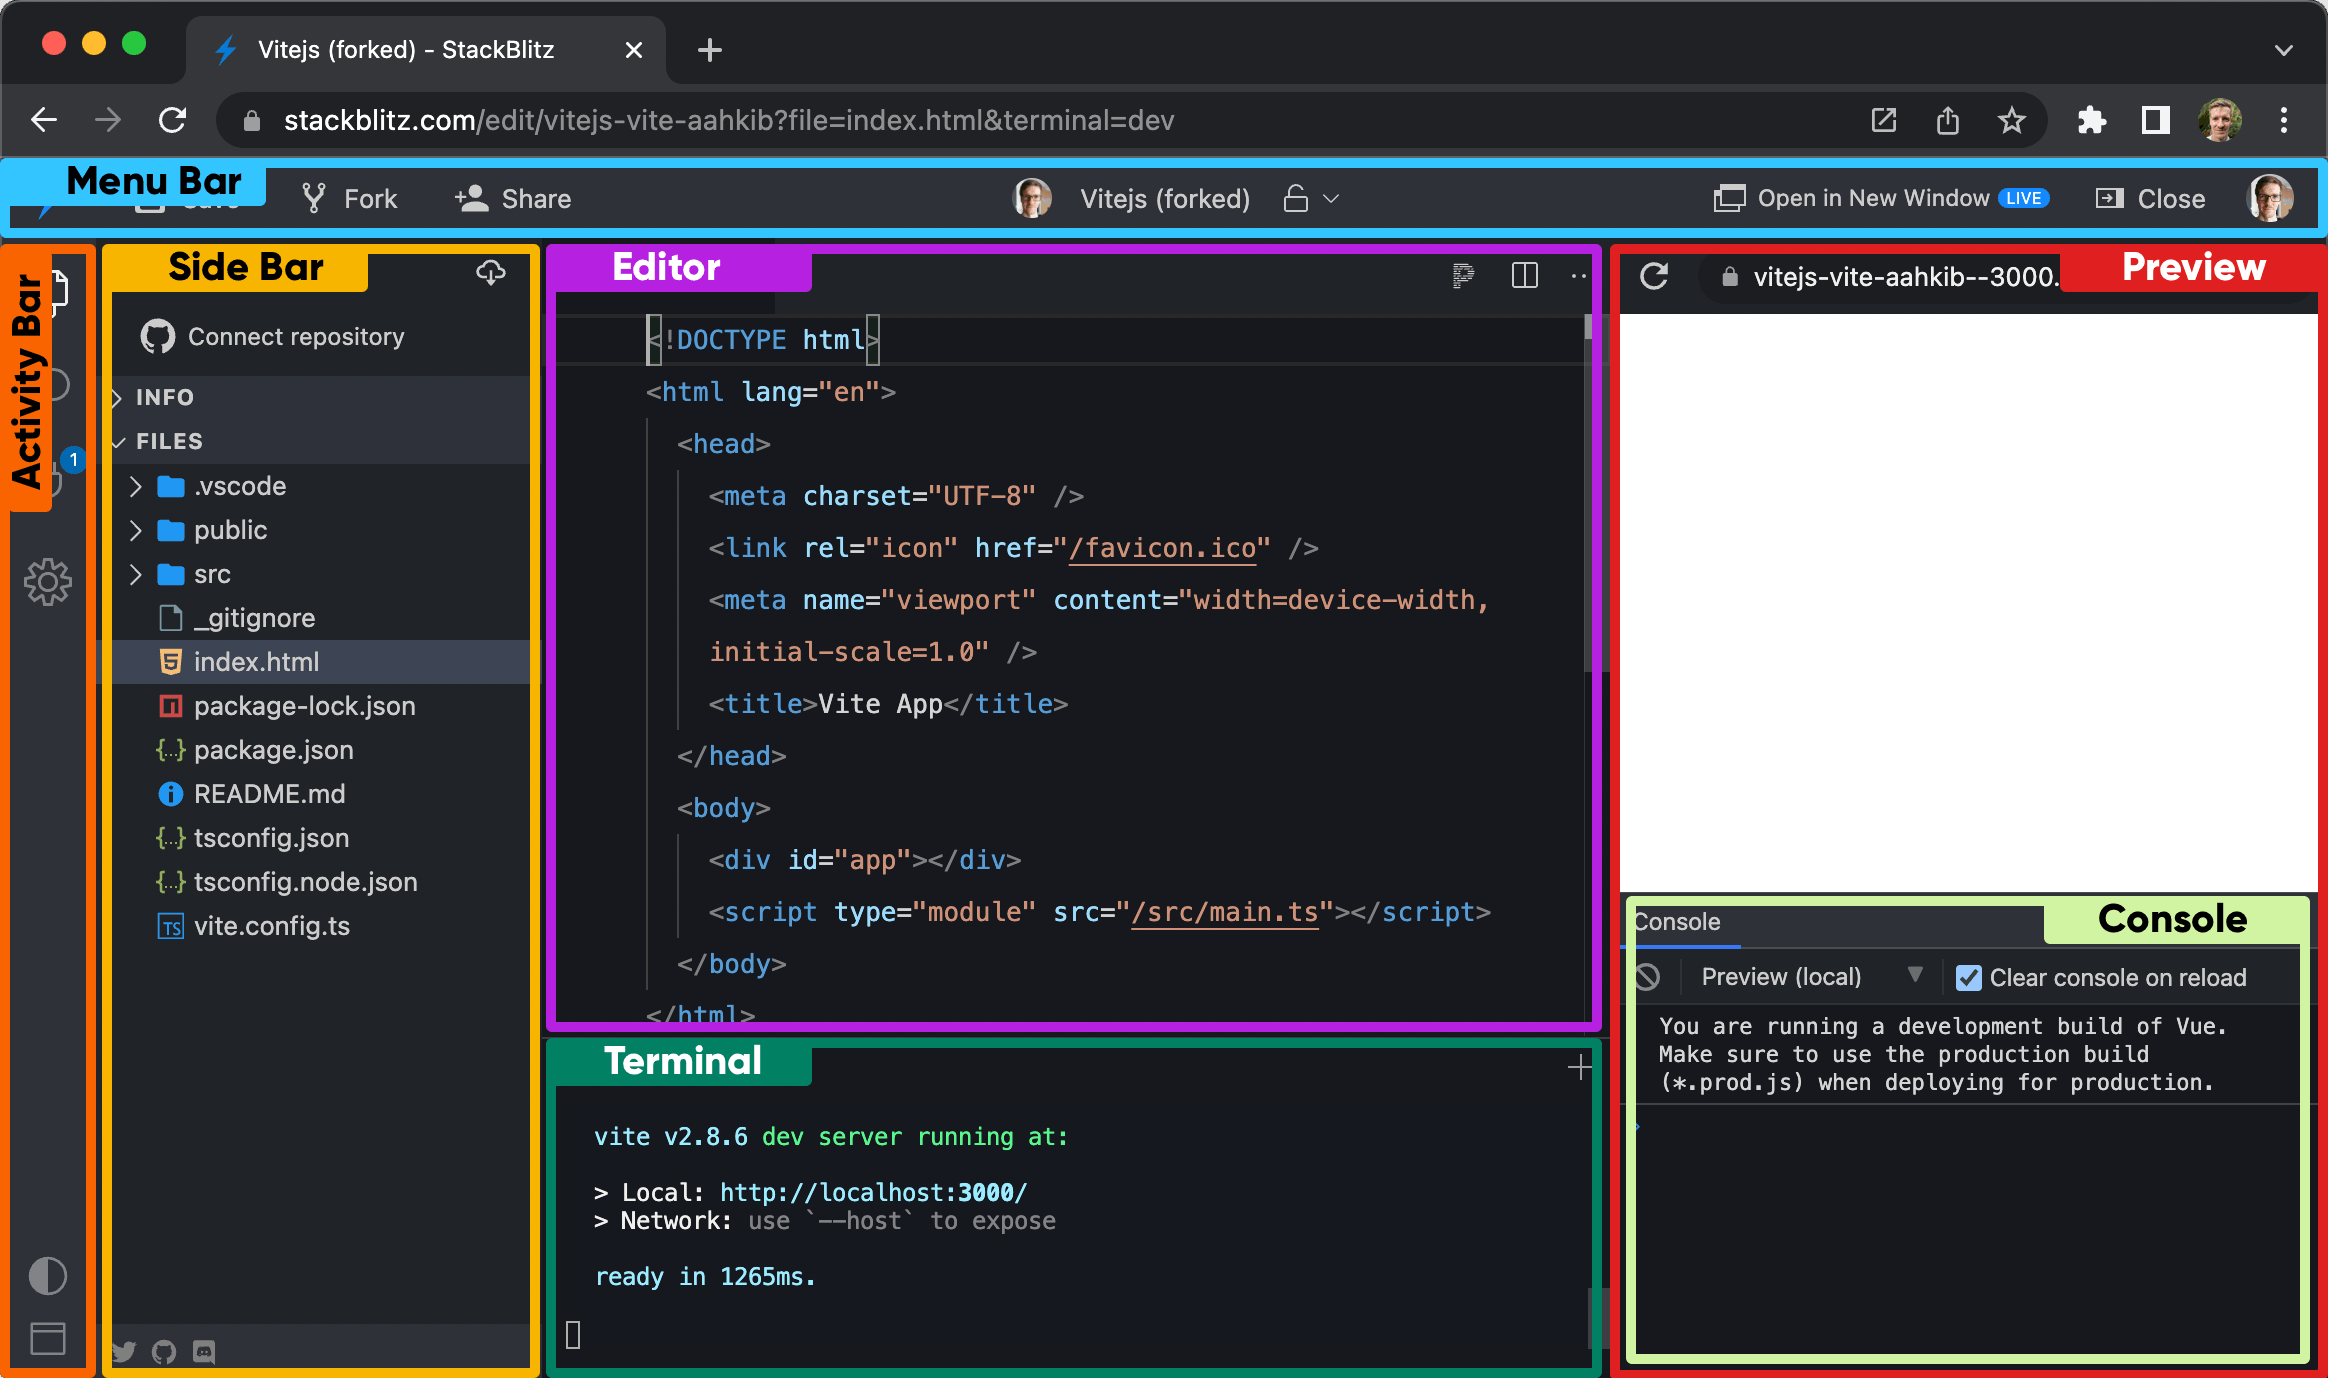 Vitejs (forked) - StackBlitz
stackblitz.com/edit/vitejs-vite-aahkib?file=index.html&terminal=dev
Menu Bar
Fork
Share
Vitejs (forked)
Open in New Window LIVE
Close
Activity Bar
1
Side Bar
Connect repository
INFO
FILES
.vscode
public
src
_gitignore
index.html
package-lock.json
package.json
README.md
tsconfig.json
tsconfig.node.json
vite.config.ts
Editor
<!DOCTYPE html>
<html lang="en">
<head>
<meta charset="UTF-8" />
<link rel="icon" href="/favicon.ico" />
<meta name="viewport" content="width=device-width,
initial-scale=1.0" />
<title>Vite App</title>
</head>
<body>
<div id="app"></div>
<script type="module" src="/src/main.ts"></script>
</body>
</html>
Terminal
vite v2.8.6 dev server running at:
> Local: http://localhost:3000/
> Network: use `--host` to expose
ready in 1265ms.
Preview
vitejs-vite-aahkib--3000.
Console
Console
Preview (local)
Clear console on reload
You are running a development build of Vue.
Make sure to use the production build
(*.prod.js) when deploying for production.